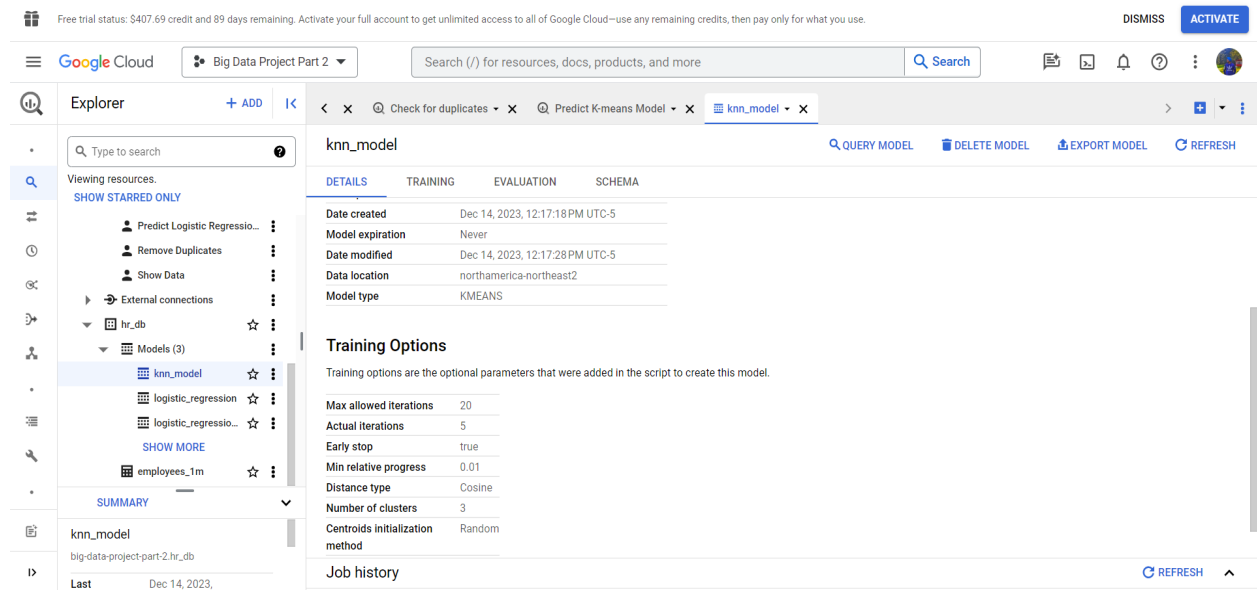 Free trial status: $407.69 credit and 89 days remaining. Activate your full account to get unlimited access to all of Google Cloud—use any remaining credits, then pay only for what you use.
DISMISS
ACTIVATE
Google Cloud
Big Data Project Part 2
Search (/) for resources, docs, products, and more
Search
Explorer
+ ADD
Type to search
Viewing resources.
SHOW STARRED ONLY
Predict Logistic Regressio...
Remove Duplicates
Show Data
External connections
hr_db
Models (3)
knn_model
logistic_regression
logistic_regressio...
SHOW MORE
employees_1m
SUMMARY
knn_model
big-data-project-part-2.hr_db
Last Dec 14, 2023,
Check for duplicates
Predict K-means Model
knn_model
knn_model
QUERY MODEL
DELETE MODEL
EXPORT MODEL
REFRESH
DETAILS
TRAINING
EVALUATION
SCHEMA
Date created Dec 14, 2023, 12:17:18 PM UTC-5
Model expiration Never
Date modified Dec 14, 2023, 12:17:28 PM UTC-5
Data location northamerica-northeast2
Model type KMEANS
Training Options
Training options are the optional parameters that were added in the script to create this model.
Max allowed iterations 20
Actual iterations 5
Early stop true
Min relative progress 0.01
Distance type Cosine
Number of clusters 3
Centroids initialization Random
method
Job history
REFRESH